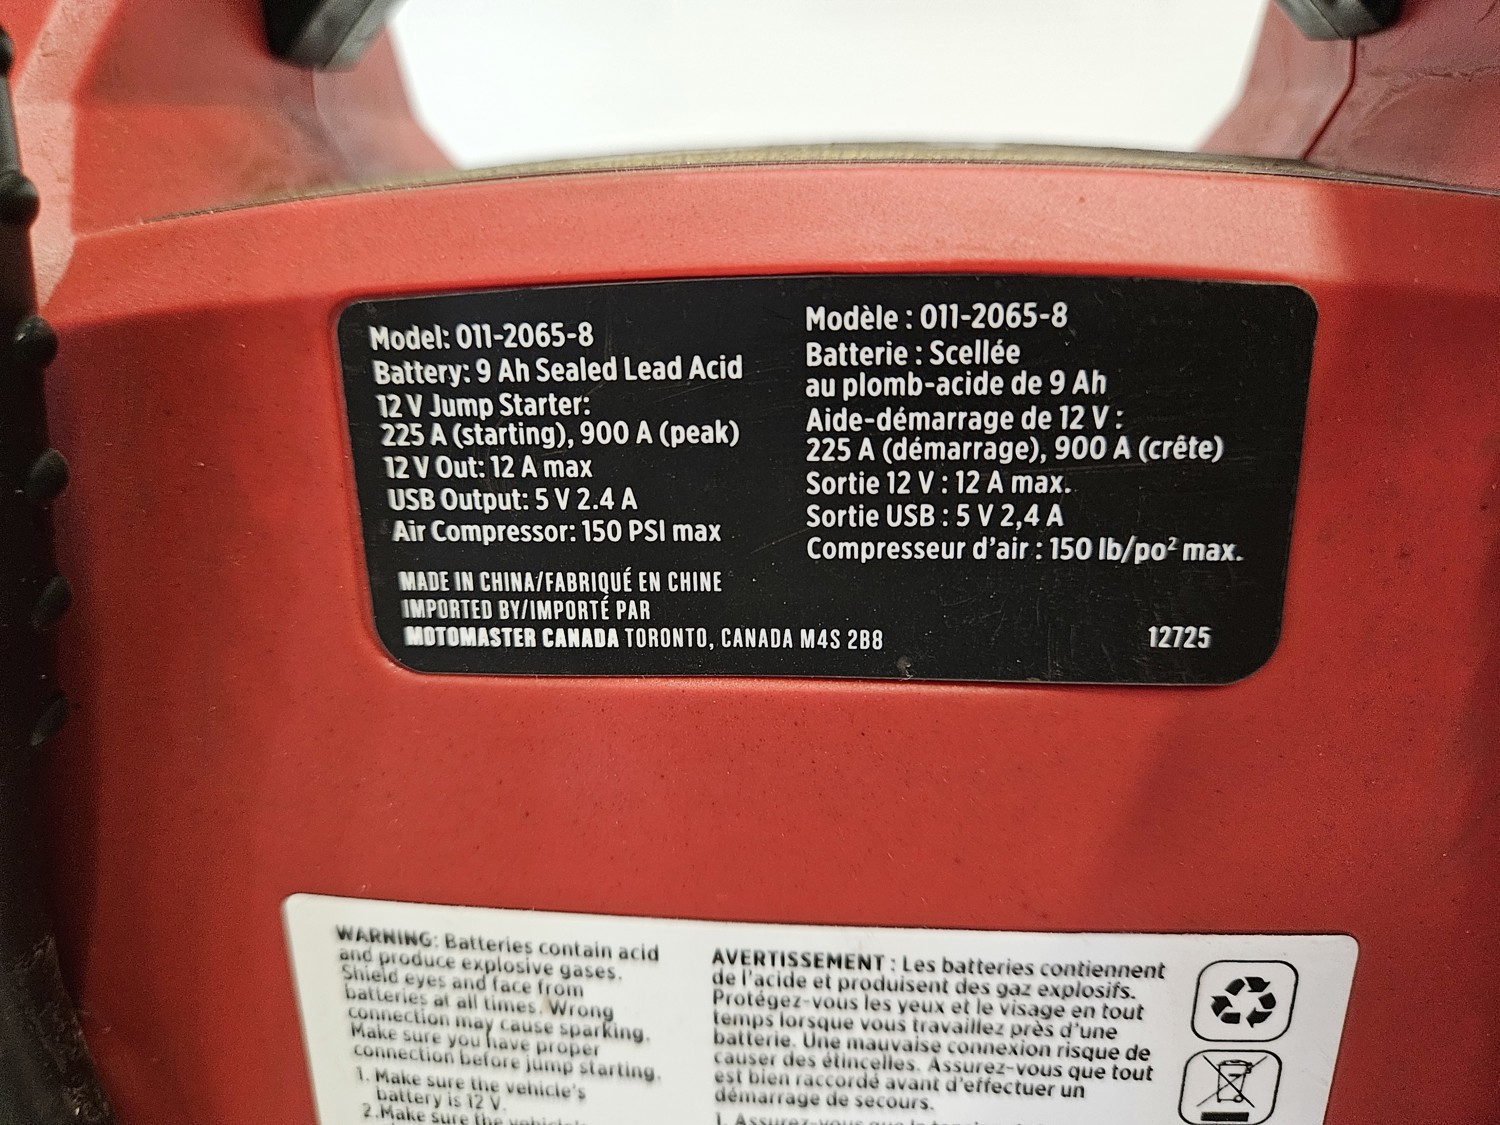 Model: 011-2065-8
Battery: 9 Ah Sealed Lead Acid
12 V Jump Starter:
225 A (starting), 900 A (peak)
12 V Out: 12 A max
USB Output: 5 V 2.4 A
Air Compressor: 150 PSI max
Modèle : 011-2065-8
Batterie : Scellée
au plomb-acide de 9 Ah
Aide-démarrage de 12 V :
225 A (démarrage), 900 A (crête)
Sortie 12 V : 12 A max.
Sortie USB : 5 V 2,4 A
Compresseur d'air : 150 lb/po² max.
MADE IN CHINA/FABRIQUÉ EN CHINE
IMPORTED BY/IMPORTÉ PAR
MOTOMASTER CANADA TORONTO, CANADA M4S 2B8
12725
WARNING: Batteries contain acid
and produce explosive gases.
Shield eyes and face from
batteries at all times. Wrong
connection may cause sparking.
Make sure you have proper
connection before jump starting.
1. Make sure the vehicle's
battery is 12 V.
2. Make sure the
AVERTISSEMENT : Les batteries contiennent
de l'acide et produisent des gaz explosifs.
Protégez-vous les yeux et le visage en tout
temps lorsque vous travaillez près d'une
batterie. Une mauvaise connexion risque de
causer des étincelles. Assurez-vous que tout
est bien raccordé avant d'effectuer un
démarrage de secours.
1. Assurez-vous que